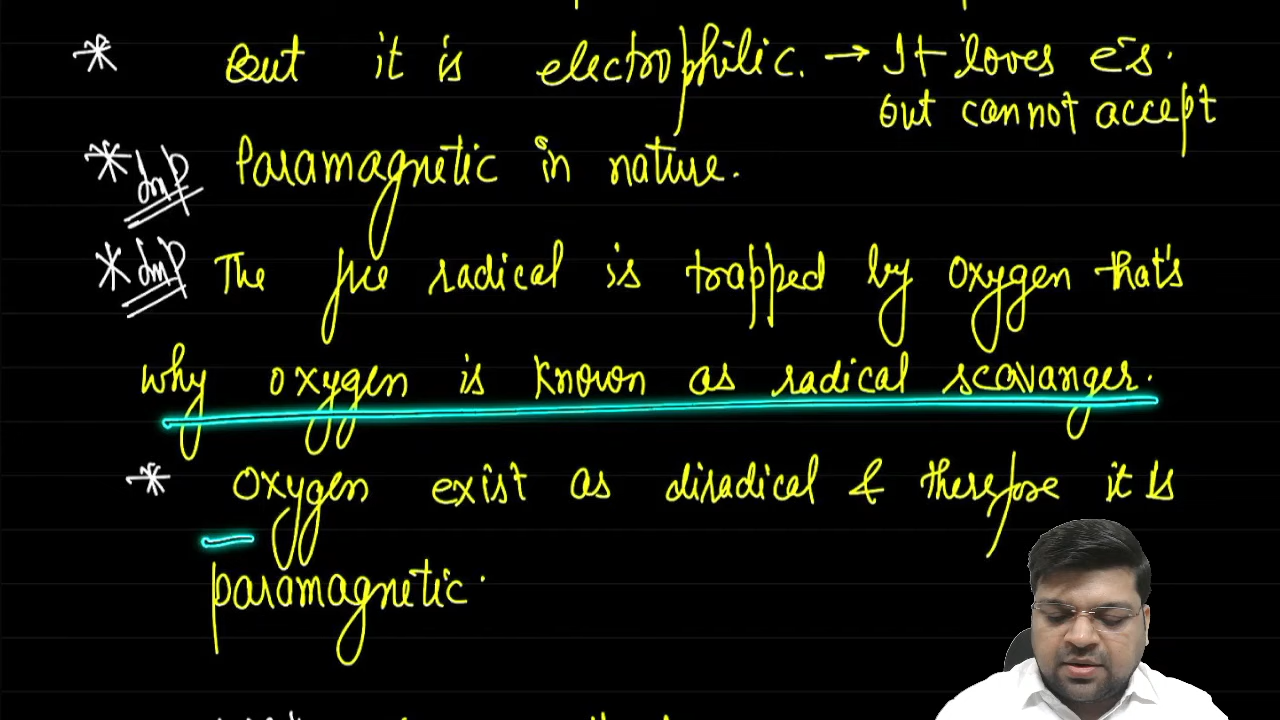 * But it is electrophilic. → It loves e⁻s.
but cannot accept
* Imp Paramagnetic in nature.
* Imp The free radical is trapped by oxygen that's
why oxygen is known as radical scavanger.
* Oxygen exist as diradical & therefore it is
paramagnetic.